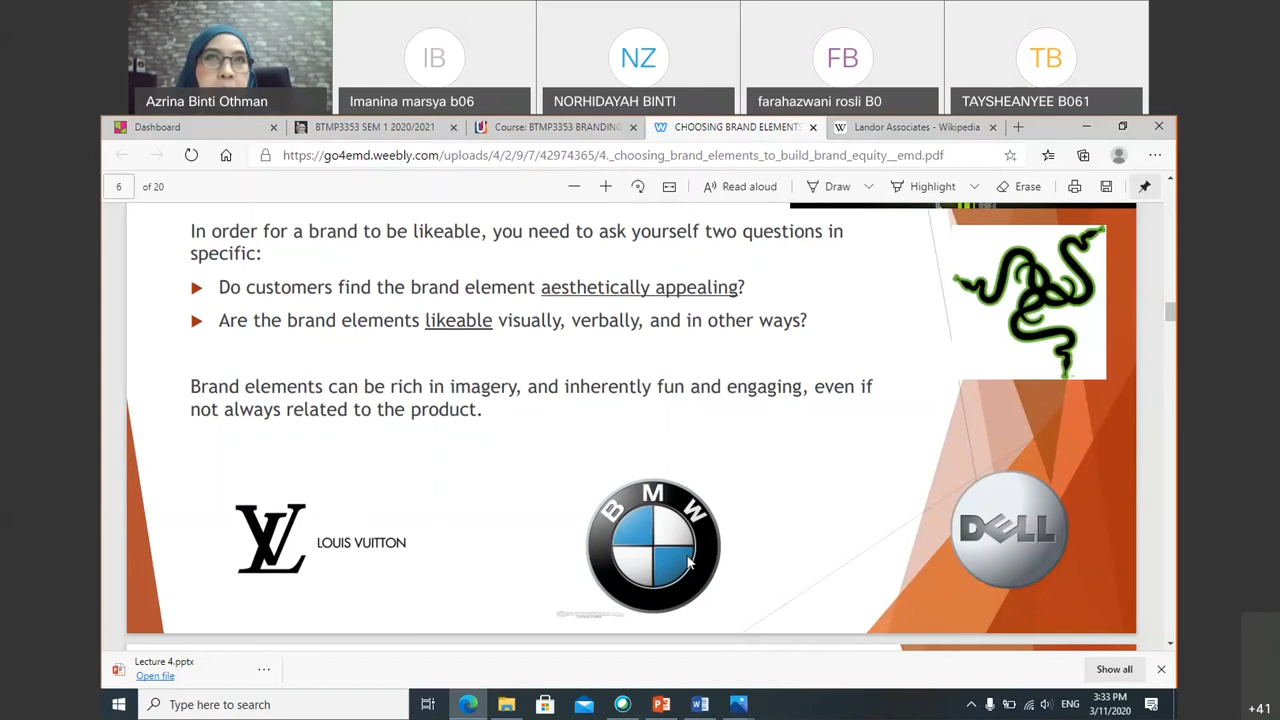 IB
NZ
FB
TB
Azrina Binti Othman
Imanina marsya b06
NORHIDAYAH BINTI
farahazwani rosli B0
TAYSHEANYEE B061
Dashboard
BTMP3353 SEM 1 2020/2021
Course: BTMP3353 BRANDING
CHOOSING BRAND ELEMENTS
Landor Associates - Wikipedia
https://go4emd.weebly.com/uploads/4/2/9/7/42974365/4._choosing_brand_elements_to_build_brand_equity__emd.pdf
6 of 20
Read aloud
Draw
Highlight
Erase
In order for a brand to be likeable, you need to ask yourself two questions in
specific:
Do customers find the brand element aesthetically appealing?
Are the brand elements likeable visually, verbally, and in other ways?
Brand elements can be rich in imagery, and inherently fun and engaging, even if
not always related to the product.
LV
LOUIS VUITTON
BMW
DELL
Lecture 4.pptx
Open file
Show all
Type here to search
ENG
3:33 PM
3/11/2020
+41